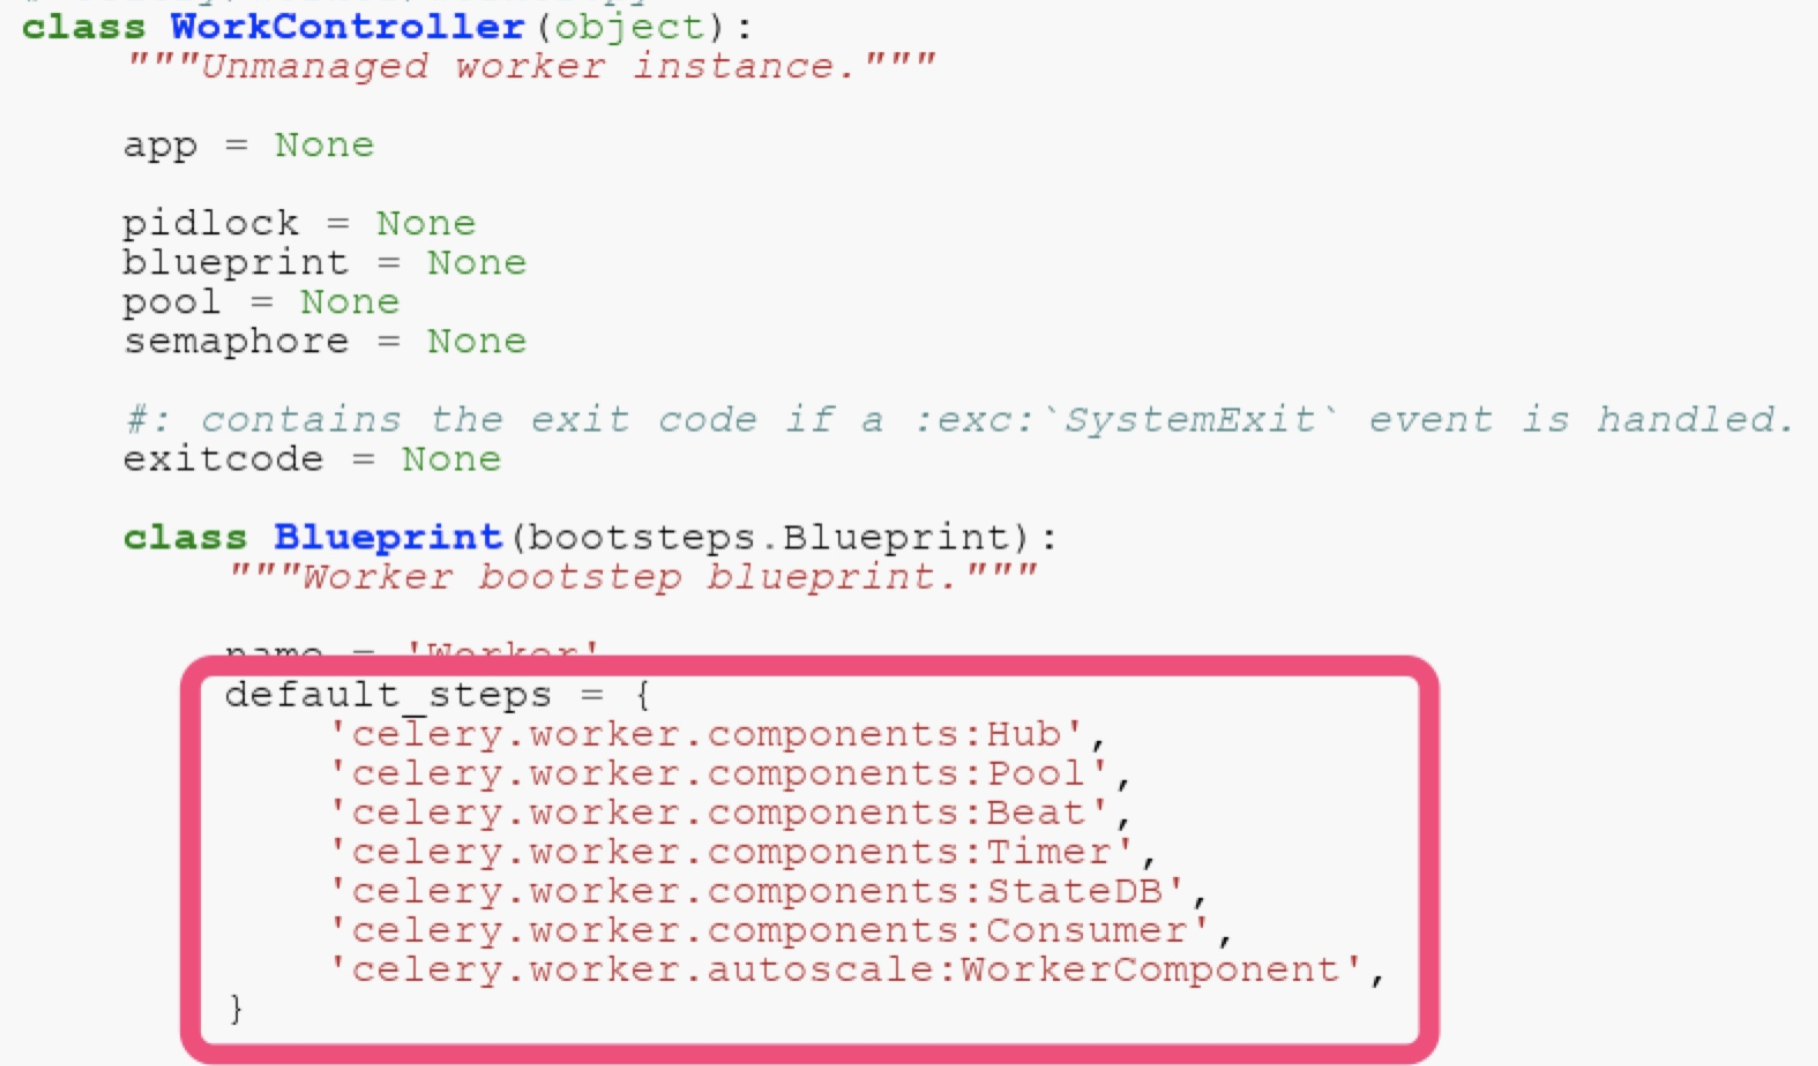 class WorkController(object):
    """Unmanaged worker instance."""

    app = None

    pidlock = None
    blueprint = None
    pool = None
    semaphore = None

    #: contains the exit code if a :exc:`SystemExit` event is handled.
    exitcode = None

    class Blueprint(bootsteps.Blueprint):
        """Worker bootstep blueprint."""

        name = 'Worker'
        default_steps = {
            'celery.worker.components:Hub',
            'celery.worker.components:Pool',
            'celery.worker.components:Beat',
            'celery.worker.components:Timer',
            'celery.worker.components:StateDB',
            'celery.worker.components:Consumer',
            'celery.worker.autoscale:WorkerComponent',
        }